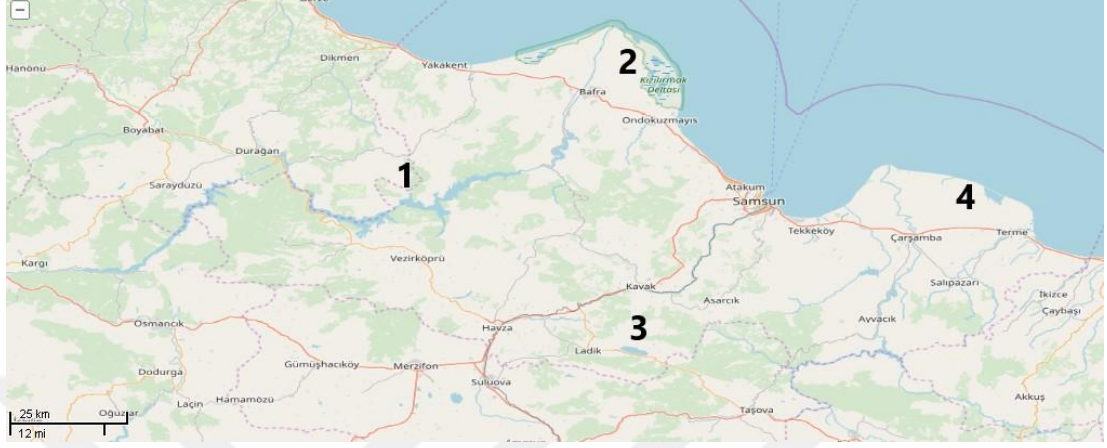 −
Hanönü
Dikmen
Yakakent
2
Kızılırmak
Deltası
Bafra
Ondokuzmayıs
Boyabat
Durağan
1
Saraydüzü
Atakum
Samsun
4
Tekkeköy
Çarşamba
Terme
Kargı
Vezirköprü
Kavak
Asarcık
Salıpazarı
İkizce
Çaybaşı
Ayvacık
Osmancık
Havza
3
Ladik
Gümüşhacıköy
Merzifon
Dodurga
Suluova
Laçin
Hamamözü
Taşova
Akkuş
25 km
12 mi